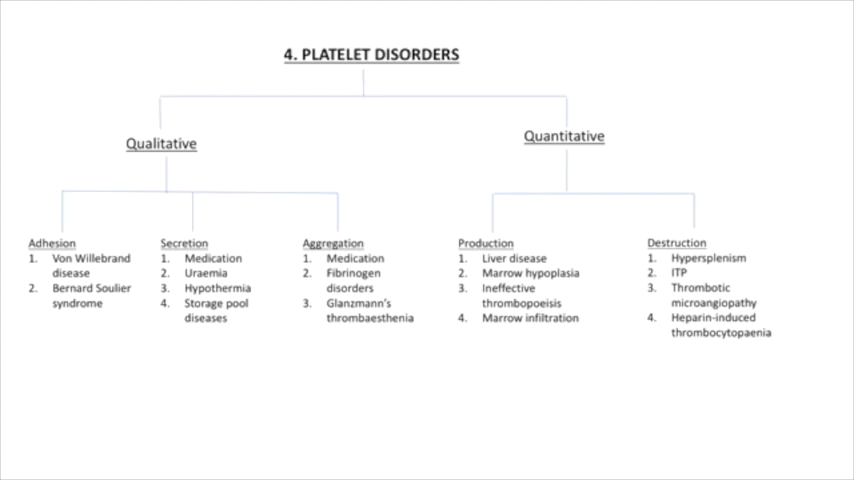 4. PLATELET DISORDERS
Qualitative
Quantitative
Adhesion
1. Von Willebrand
disease
2. Bernard Soulier
syndrome
Secretion
1. Medication
2. Uraemia
3. Hypothermia
4. Storage pool
diseases
Aggregation
1. Medication
2. Fibrinogen
disorders
3. Glanzmann's
thrombaesthenia
Production
1. Liver disease
2. Marrow hypoplasia
3. Ineffective
thrombopoeisis
4. Marrow infiltration
Destruction
1. Hypersplenism
2. ITP
3. Thrombotic
microangiopathy
4. Heparin-induced
thrombocytopaenia